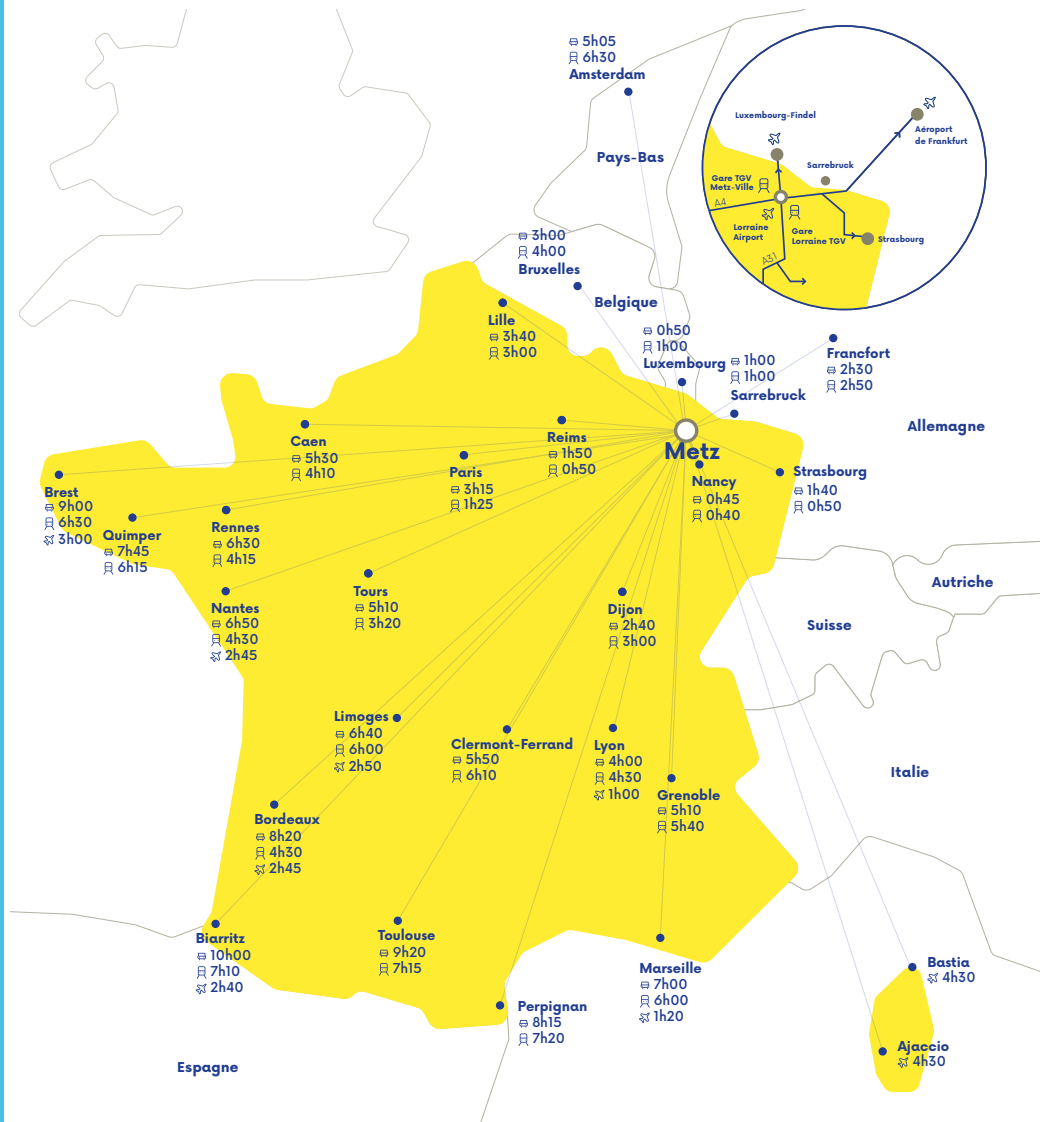 5h05
6h30
Amsterdam
Pays-Bas
Luxembourg-Findel
Aéroport
de Frankfurt
Sarrebruck
Gare TGV
Metz-Ville
A4
Lorraine
Airport
Gare
Lorraine TGV
Strasbourg
A31
3h00
4h00
Bruxelles
Belgique
Lille
3h40
3h00
0h50
1h00
Luxembourg
1h00
1h00
Sarrebruck
Francfort
2h30
2h50
Allemagne
Caen
5h30
4h10
Reims
1h50
0h50
Metz
Paris
3h15
1h25
Nancy
0h45
0h40
Strasbourg
1h40
0h50
Brest
9h00
6h30
3h00
Quimper
7h45
6h15
Rennes
6h30
4h15
Nantes
6h50
4h30
2h45
Tours
5h10
3h20
Dijon
2h40
3h00
Autriche
Suisse
Limoges
6h40
6h00
2h50
Clermont-Ferrand
5h50
6h10
Lyon
4h00
4h30
1h00
Grenoble
5h10
5h40
Italie
Bordeaux
8h20
4h30
2h45
Biarritz
10h00
7h10
2h40
Toulouse
9h20
7h15
Marseille
7h00
6h00
1h20
Perpignan
8h15
7h20
Bastia
4h30
Ajaccio
4h30
Espagne